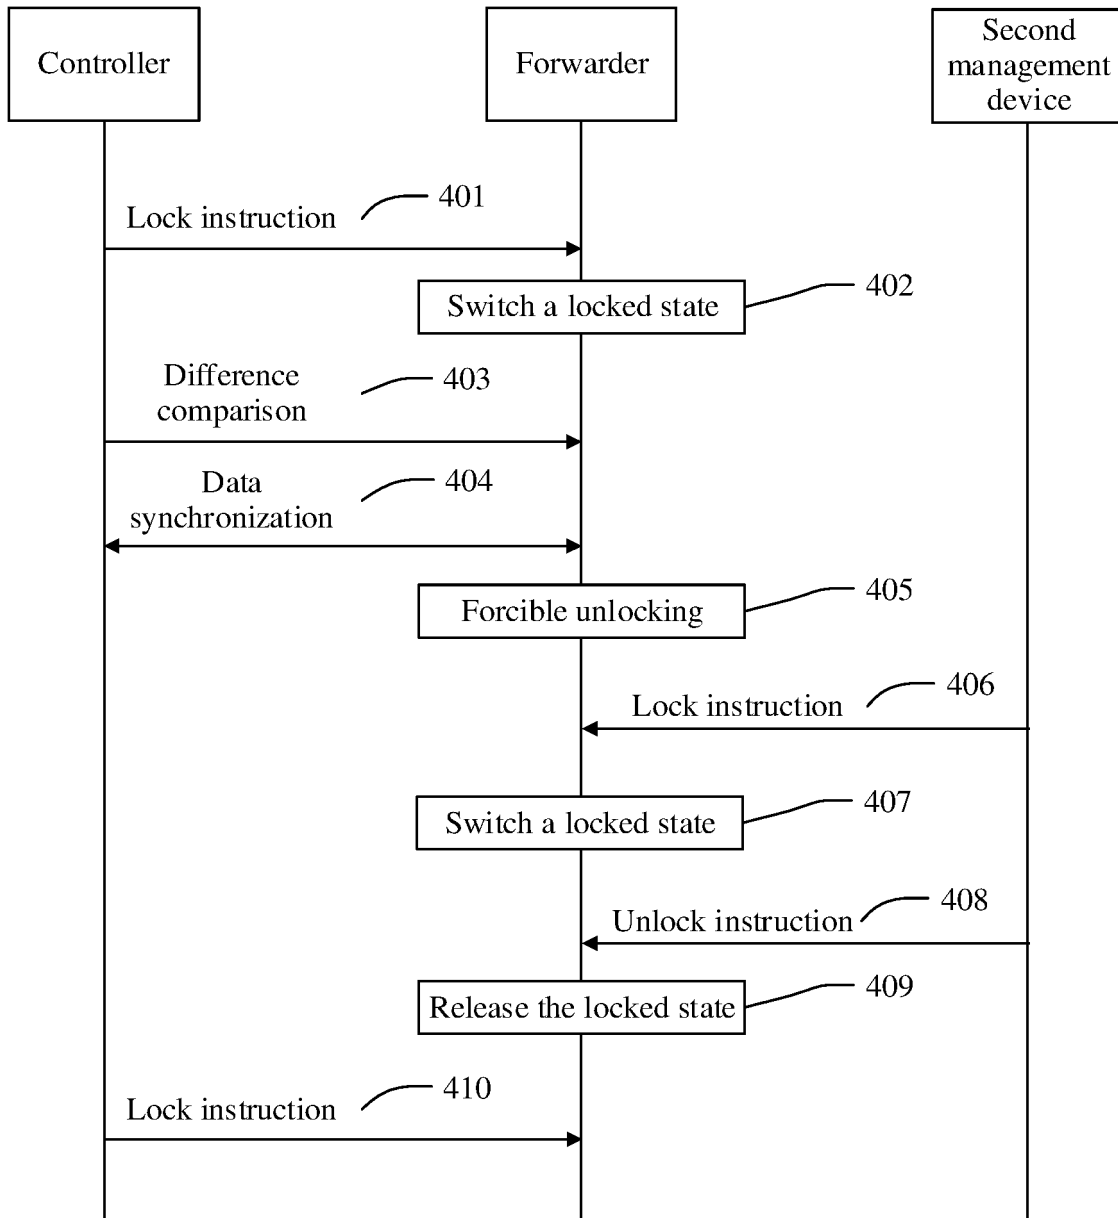 Controller
Forwarder
Second
management
device
401
Lock instruction
402
Switch a locked state
Difference
comparison
403
Data
synchronization
404
405
Forcible unlocking
406
Lock instruction
407
Switch a locked state
408
Unlock instruction
409
Release the locked state
410
Lock instruction